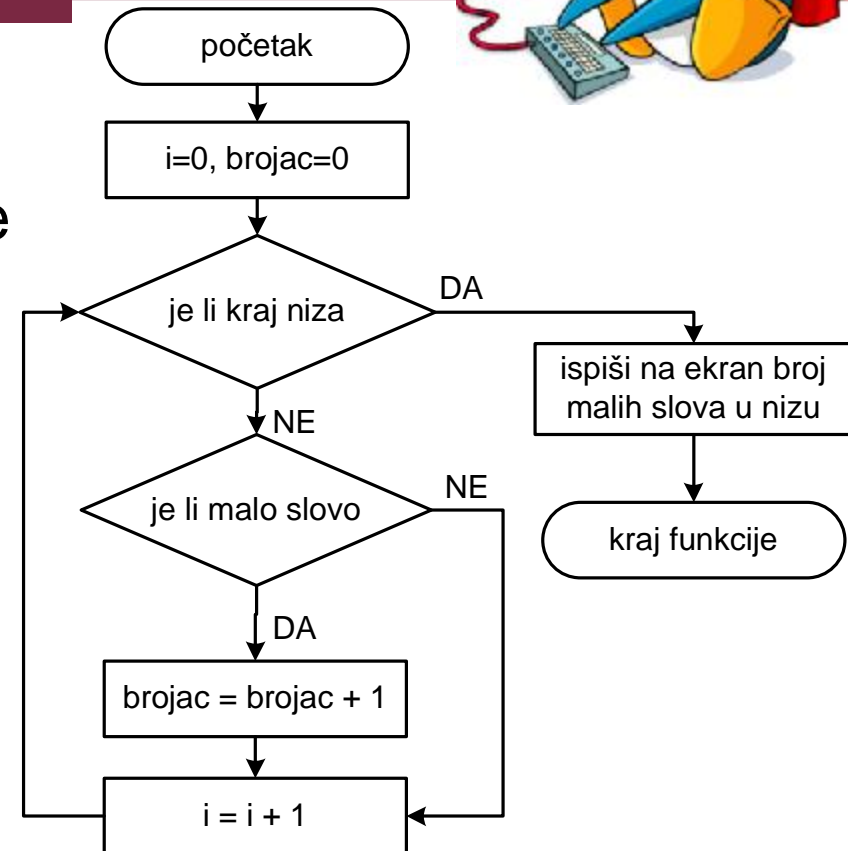 početak
i=0, brojac=0
e
je li kraj niza
DA
ispiši na ekran broj
malih slova u nizu
NE
je li malo slovo
NE
kraj funkcije
DA
brojac = brojac + 1
i = i + 1